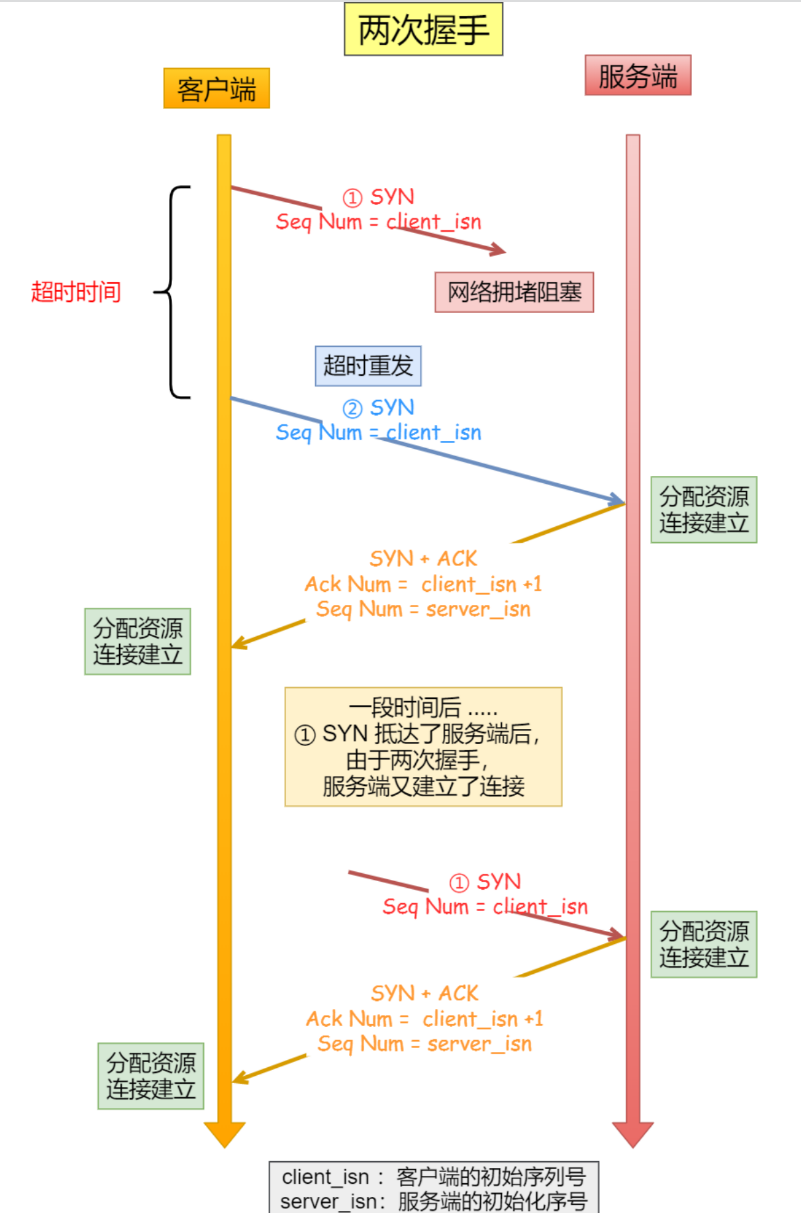 两次握手
客户端
服务端
① SYN
Seq Num = client_isn
网络拥堵阻塞
超时时间
超时重发
② SYN
Seq Num = client_isn
分配资源
连接建立
SYN + ACK
Ack Num = client_isn +1
Seq Num = server_isn
分配资源
连接建立
一段时间后 .....
① SYN 抵达了服务端后，
由于两次握手，
服务端又建立了连接
① SYN
Seq Num = client_isn
分配资源
连接建立
SYN + ACK
Ack Num = client_isn +1
Seq Num = server_isn
分配资源
连接建立
client_isn ：客户端的初始序列号
server_isn：服务端的初始化序号